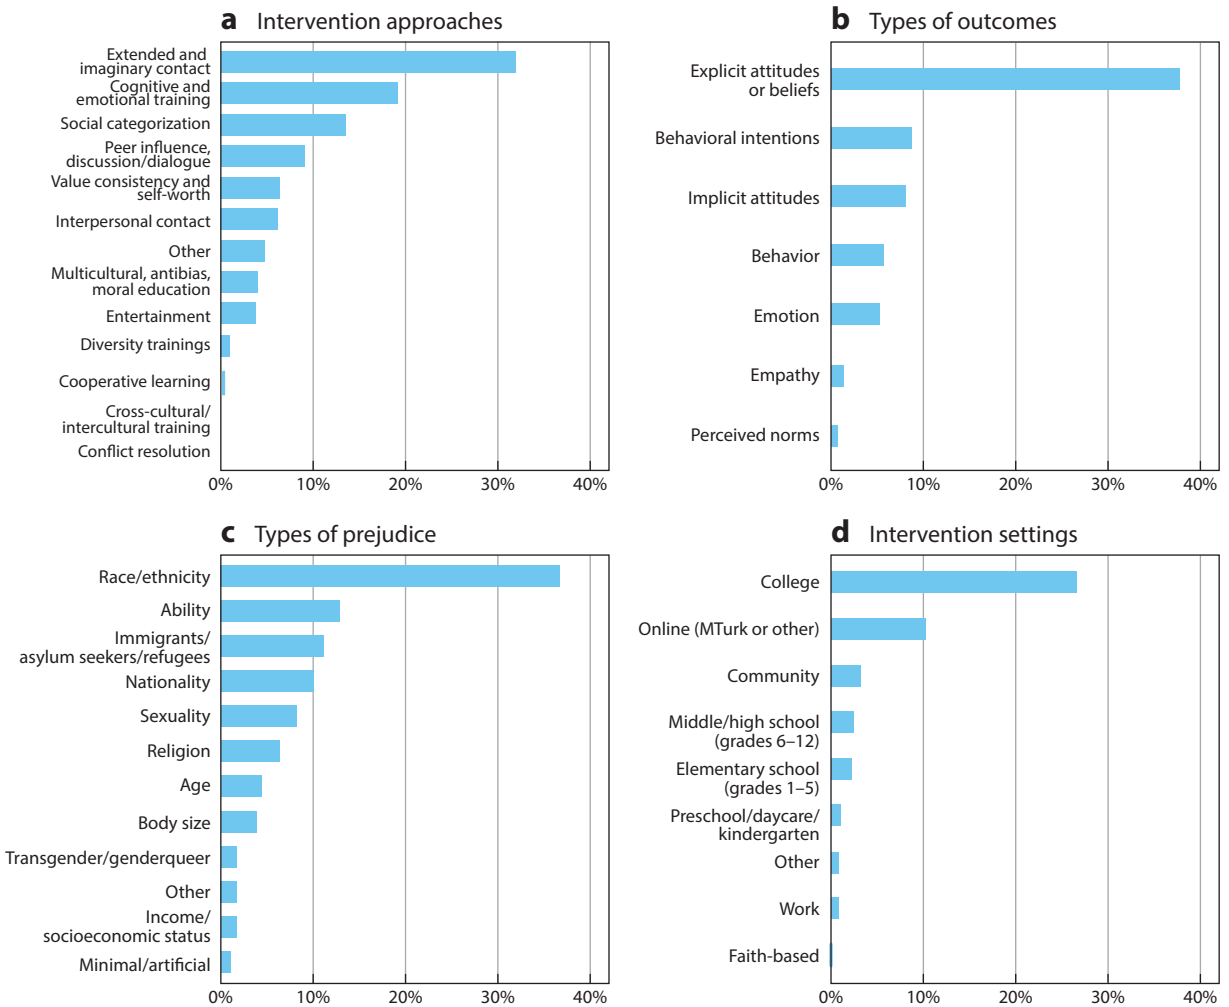 a Intervention approaches
Extended and
imaginary contact
Cognitive and
emotional training
Social categorization
Peer influence,
discussion/dialogue
Value consistency and
self-worth
Interpersonal contact
Other
Multicultural, antibias,
moral education
Entertainment
Diversity trainings
Cooperative learning
Cross-cultural/
intercultural training
Conflict resolution
0% 10% 20% 30% 40%
b Types of outcomes
Explicit attitudes
or beliefs
Behavioral intentions
Implicit attitudes
Behavior
Emotion
Empathy
Perceived norms
0% 10% 20% 30% 40%
c Types of prejudice
Race/ethnicity
Ability
Immigrants/
asylum seekers/refugees
Nationality
Sexuality
Religion
Age
Body size
Transgender/genderqueer
Other
Income/
socioeconomic status
Minimal/artificial
0% 10% 20% 30% 40%
d Intervention settings
College
Online (MTurk or other)
Community
Middle/high school
(grades 6–12)
Elementary school
(grades 1–5)
Preschool/daycare/
kindergarten
Other
Work
Faith-based
0% 10% 20% 30% 40%